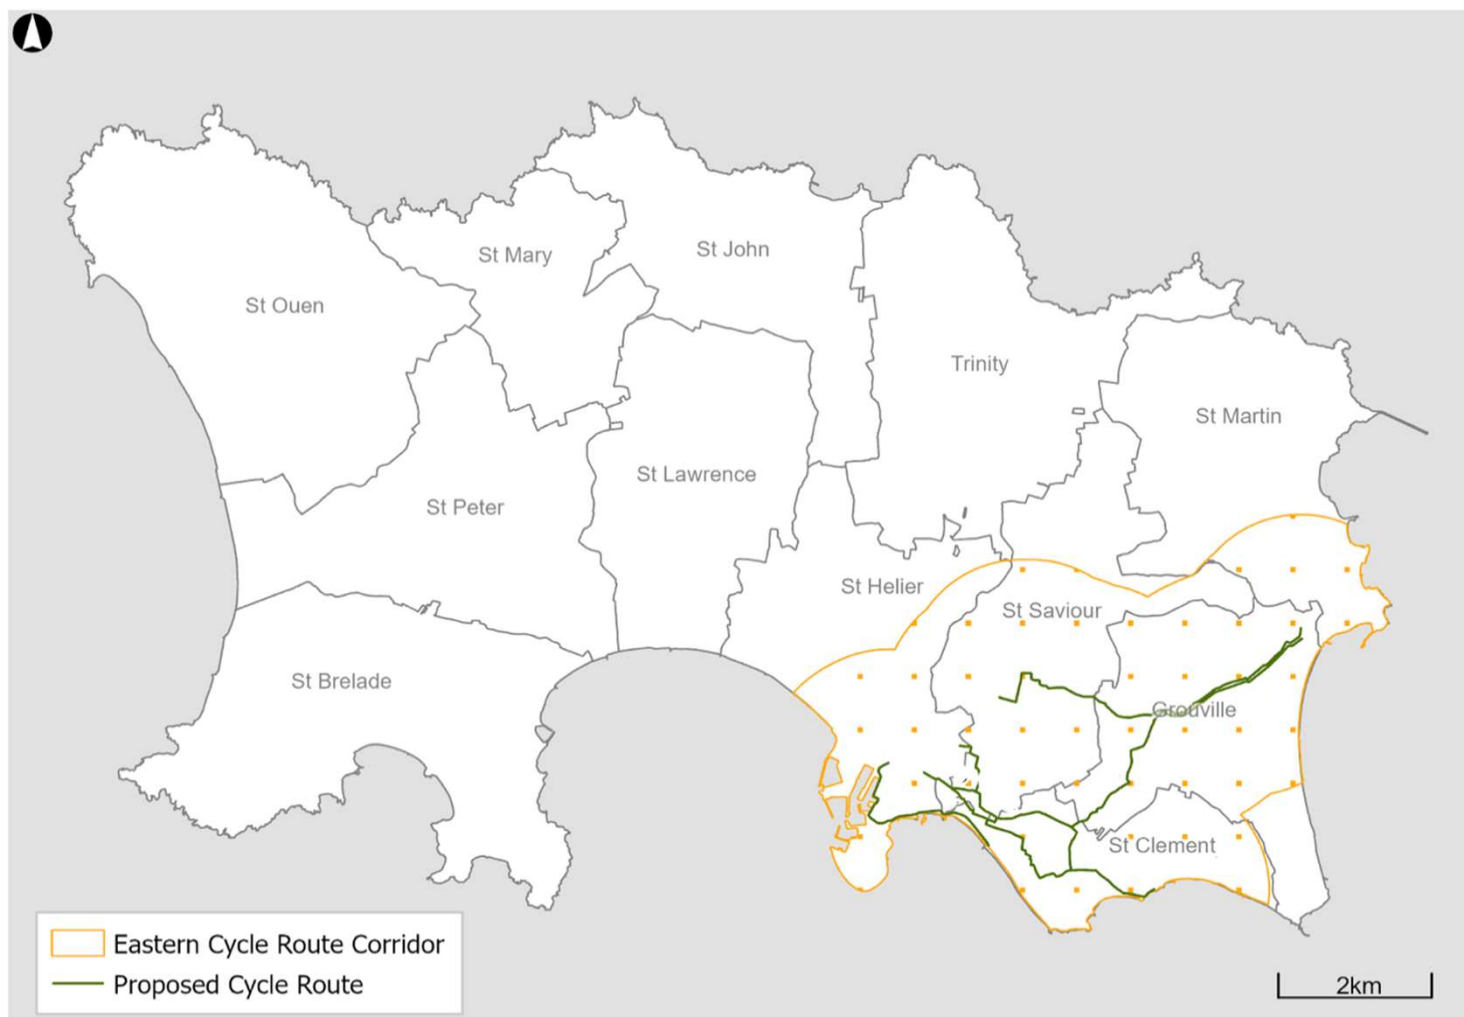 St Mary
St John
St Ouen
Trinity
St Martin
St Lawrence
St Peter
St Helier
St Saviour
St Brelade
Grouville
St Clement
Eastern Cycle Route Corridor
Proposed Cycle Route
2km